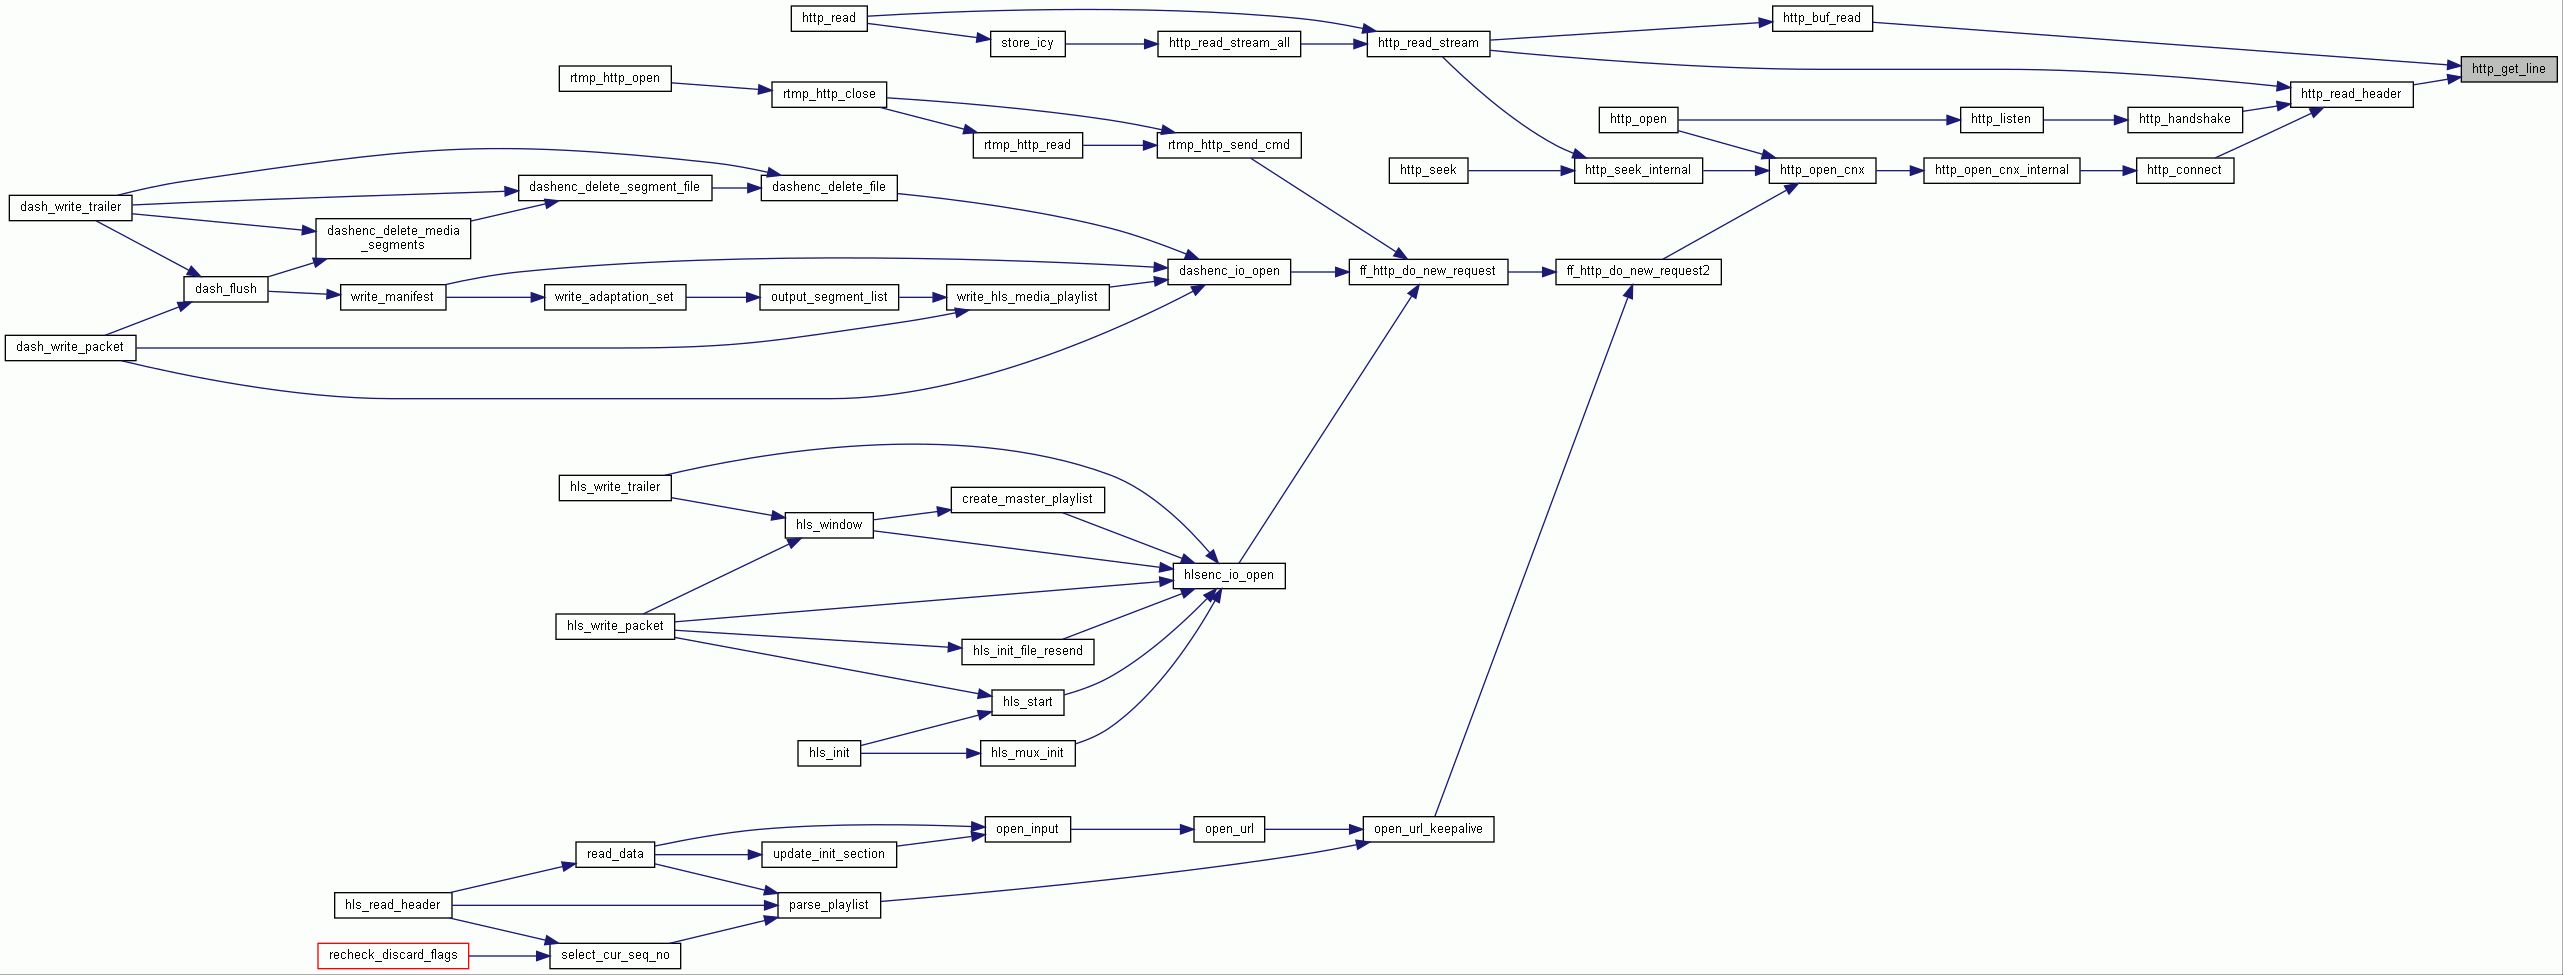 http_read
http_buf_read
store_icy
http_read_stream_all
http_read_stream
http_get_line
rtmp_http_open
rtmp_http_close
http_read_header
http_open
http_listen
http_handshake
rtmp_http_read
rtmp_http_send_cmd
http_seek
http_seek_internal
http_open_cnx
http_open_cnx_internal
http_connect
dashenc_delete_segment_file
dashenc_delete_file
dash_write_trailer
dashenc_delete_media
_segments
dashenc_io_open
ff_http_do_new_request
ff_http_do_new_request2
dash_flush
write_manifest
write_adaptation_set
output_segment_list
write_hls_media_playlist
dash_write_packet
hls_write_trailer
create_master_playlist
hls_window
hlsenc_io_open
hls_write_packet
hls_init_file_resend
hls_start
hls_init
hls_mux_init
open_input
open_url
open_url_keepalive
read_data
update_init_section
hls_read_header
parse_playlist
recheck_discard_flags
select_cur_seq_no